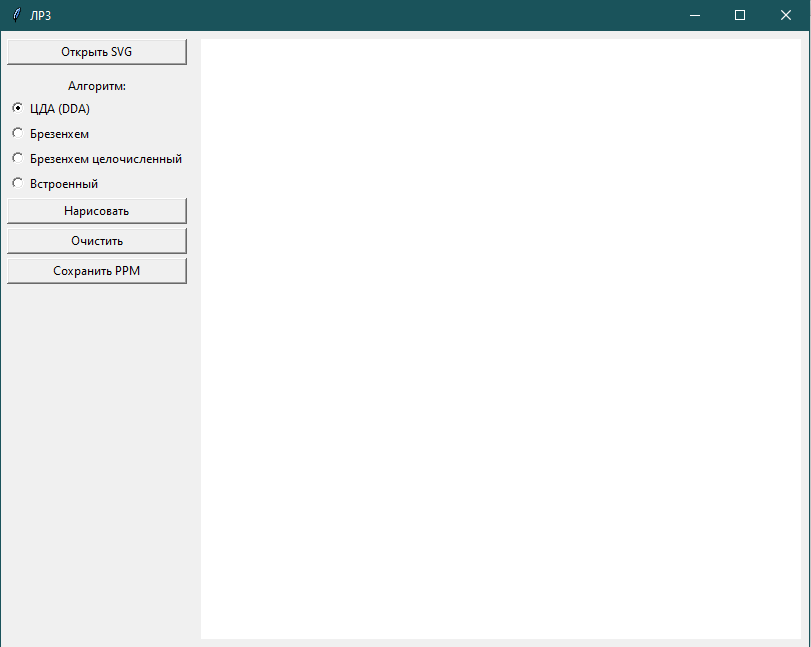 ЛР3
Открыть SVG
Алгоритм:
ЦДА (DDA)
Брезенхем
Брезенхем целочисленный
Встроенный
Нарисовать
Очистить
Сохранить PPM